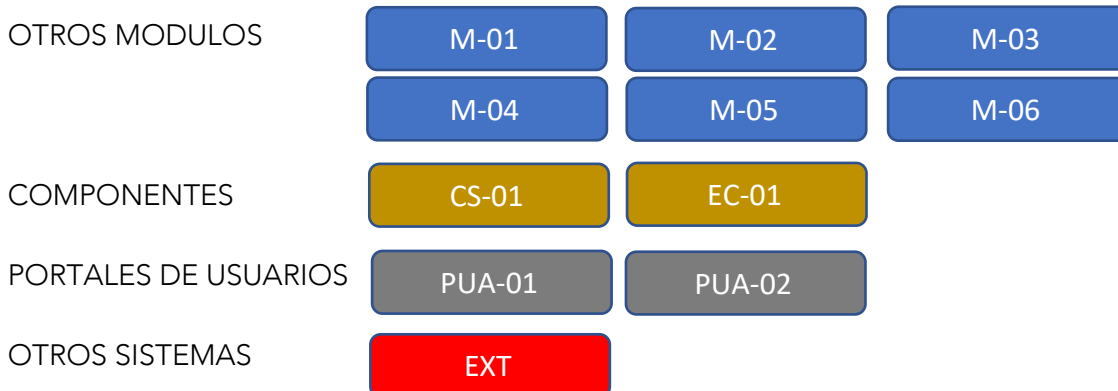 OTROS MODULOS M-01 M-02 M-03
M-04 M-05 M-06
COMPONENTES CS-01 EC-01
PORTALES DE USUARIOS PUA-01 PUA-02
OTROS SISTEMAS EXT